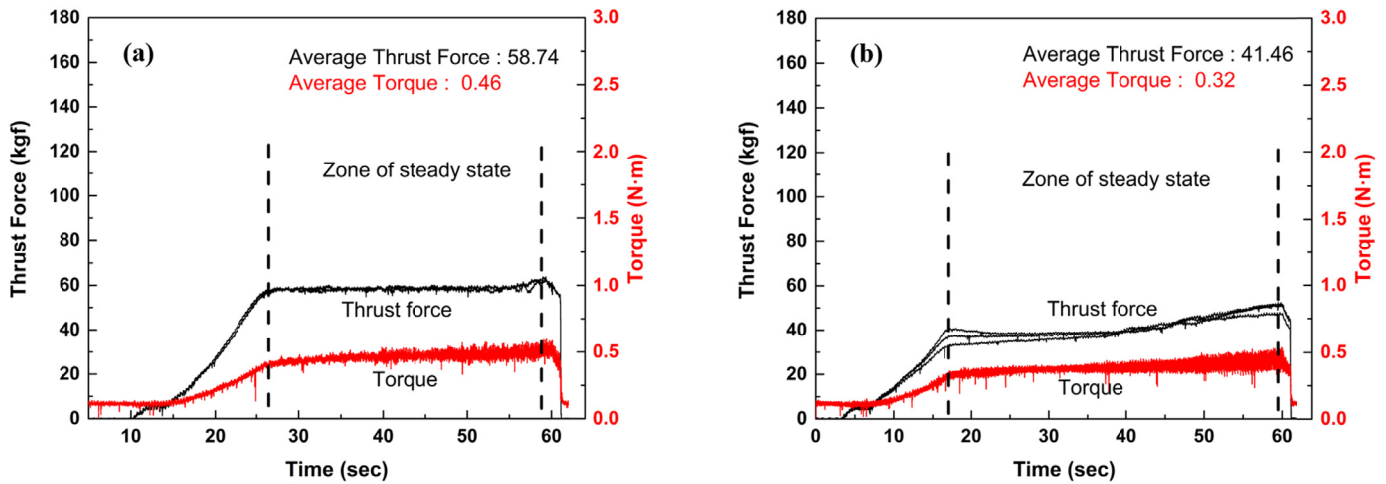 (a)
Average Thrust Force : 58.74
Average Torque : 0.46
Zone of steady state
Thrust force
Torque
Thrust Force (kgf)
180
160
140
120
100
80
60
40
20
0
Torque (N·m)
3.0
2.5
2.0
1.5
1.0
0.5
0.0
10 20 30 40 50 60
Time (sec)
(b)
Average Thrust Force : 41.46
Average Torque : 0.32
Zone of steady state
Thrust force
Torque
Thrust Force (kgf)
180
160
140
120
100
80
60
40
20
0
Torque (N·m)
3.0
2.5
2.0
1.5
1.0
0.5
0.0
0 10 20 30 40 50 60
Time (sec)